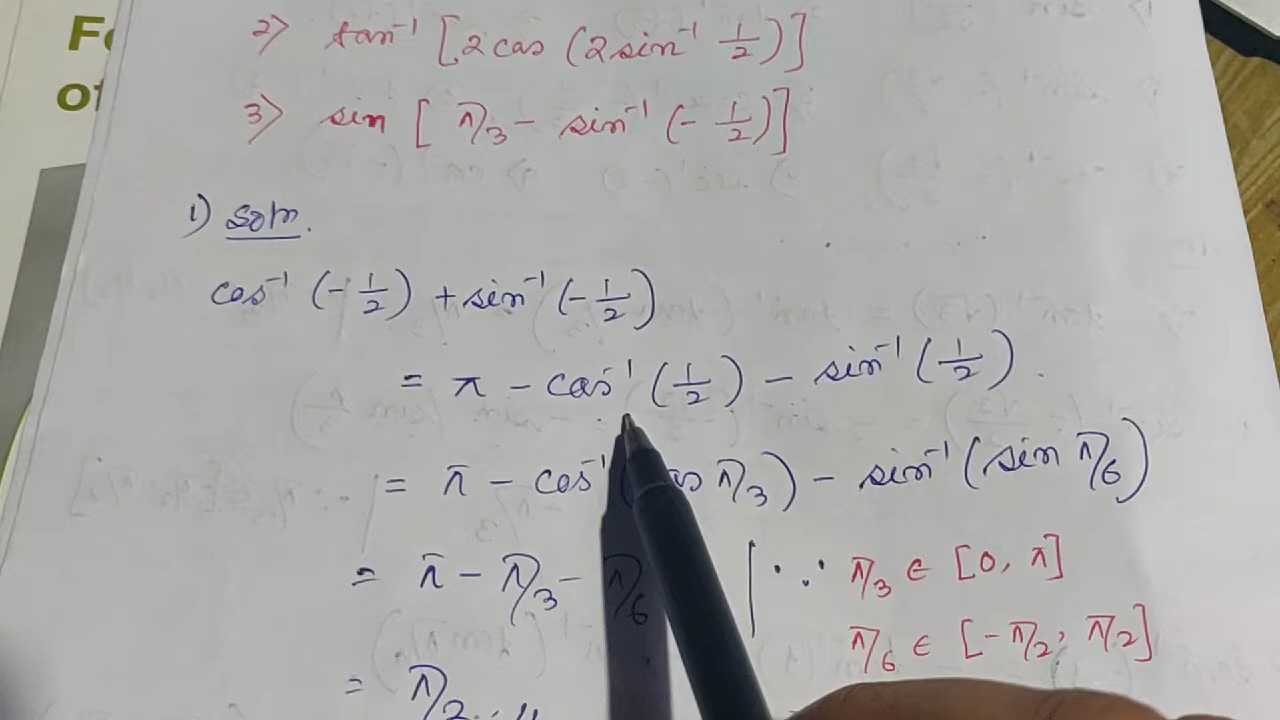 2) tan⁻¹ [2cos (2sin⁻¹ 1/2)]
3) sin [π/3 - sin⁻¹ (-1/2)]
1) Soln.
cos⁻¹ (-1/2) + sin⁻¹ (-1/2)
= π - cos⁻¹ (1/2) - sin⁻¹ (1/2).
= π - cos⁻¹ (cos π/3) - sin⁻¹ (sin π/6)
= π - π/3 - π/6 | ∵ π/3 ∈ [0, π]
π/6 ∈ [-π/2, π/2]
= π/2 . //